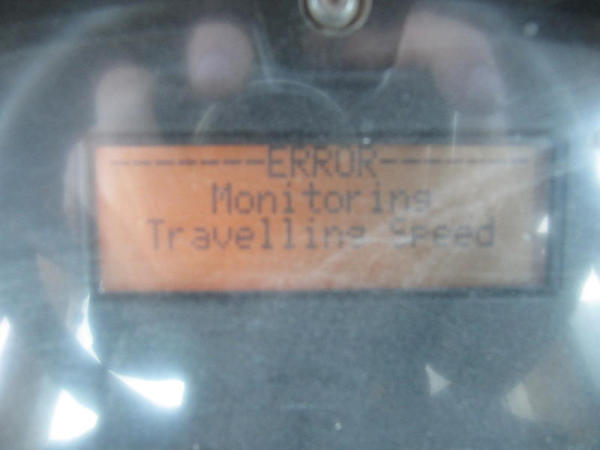 -------ERROR-------
Monitoring
Travelling Speed